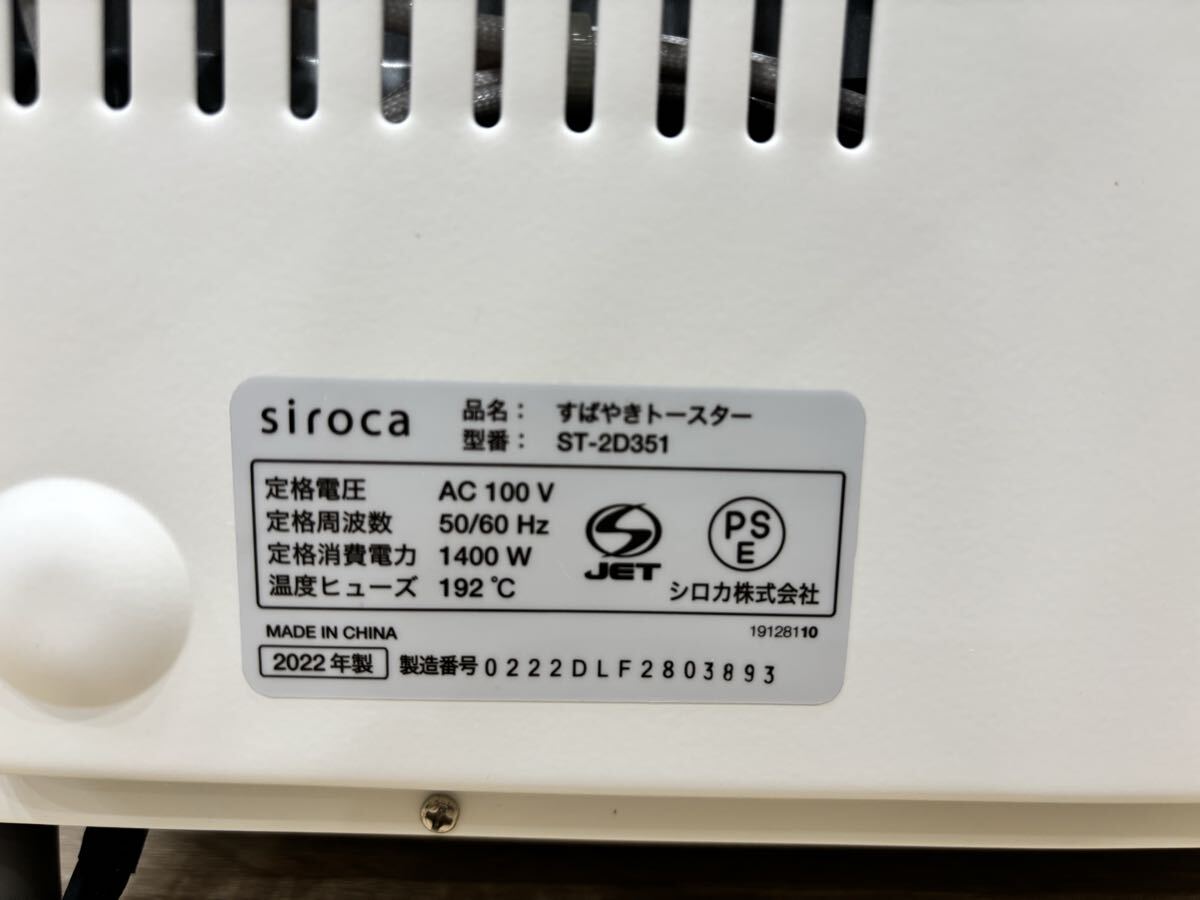 siroca
品名： すばやきトースター
型番： ST-2D351
定格電圧 AC 100 V
定格周波数 50/60 Hz
定格消費電力 1400 W
温度ヒューズ 192 ℃
JET
PS
E
シロカ株式会社
MADE IN CHINA
19128110
2022 年製 製造番号 0222DLF2803893